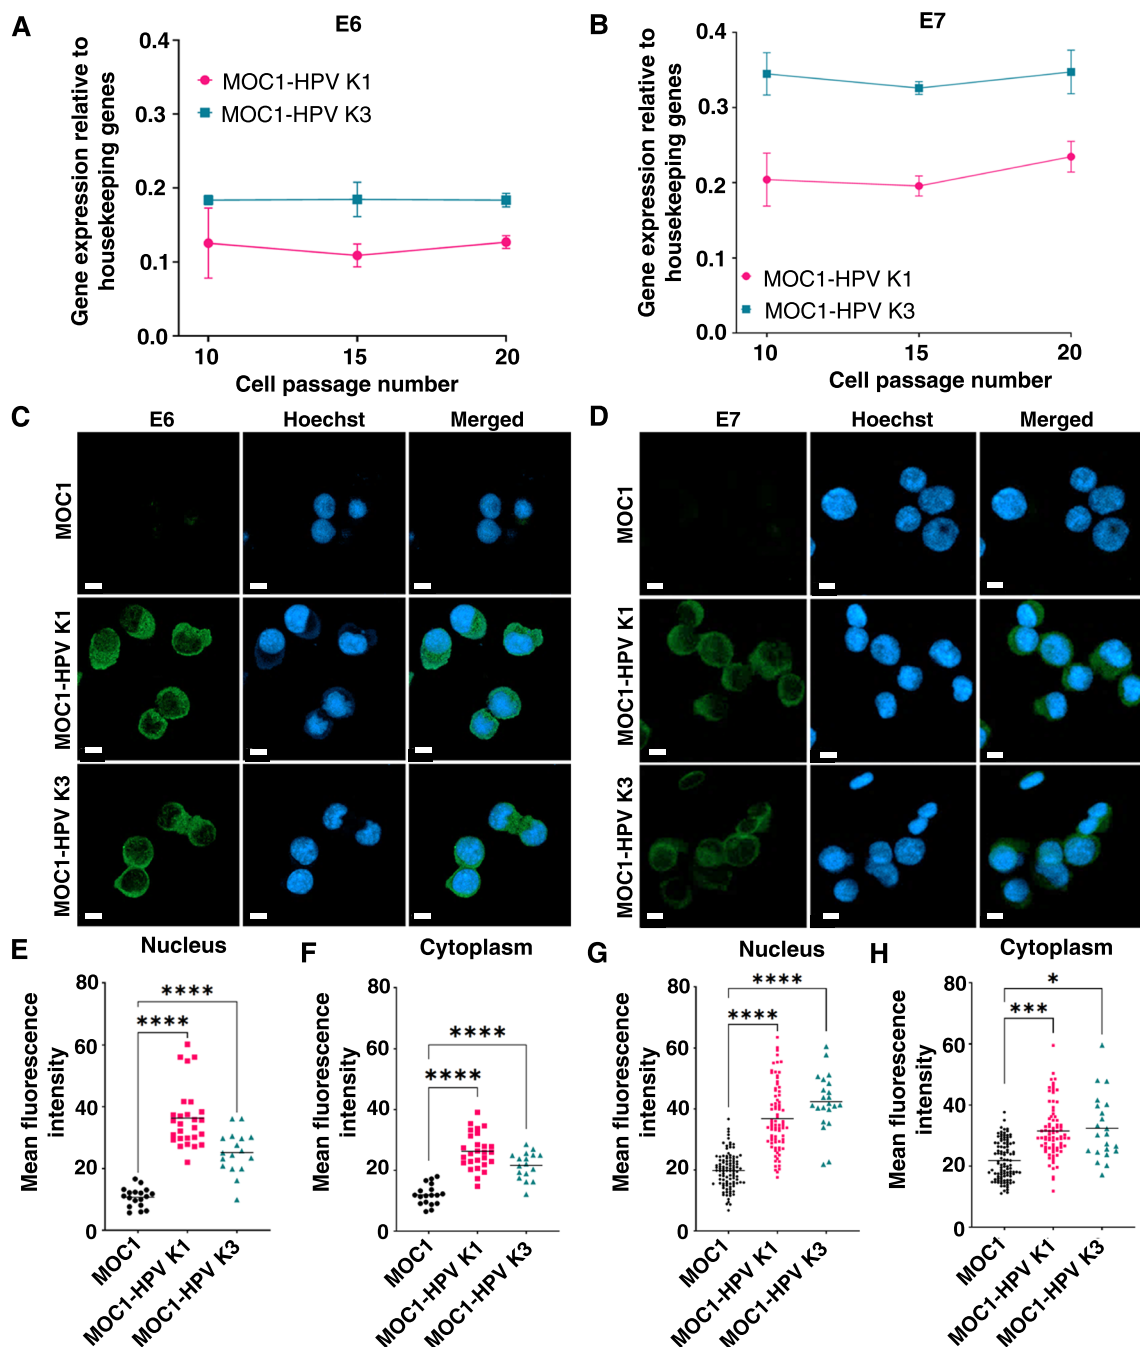 A
E6
Gene expression relative to
housekeeping genes
0.4
0.3
0.2
0.1
0.0
MOC1-HPV K1
MOC1-HPV K3
10 15 20
Cell passage number
B
E7
Gene expression relative to
housekeeping genes
0.4
0.3
0.2
0.1
0.0
MOC1-HPV K1
MOC1-HPV K3
10 15 20
Cell passage number
C
E6 Hoechst Merged
MOC1
MOC1-HPV K1
MOC1-HPV K3
D
E7 Hoechst Merged
MOC1
MOC1-HPV K1
MOC1-HPV K3
E
Nucleus
Mean fluorescence
intensity
80
60
40
20
0
****
****
MOC1
MOC1-HPV K1
MOC1-HPV K3
F
Cytoplasm
Mean fluorescence
intensity
80
60
40
20
0
****
****
MOC1
MOC1-HPV K1
MOC1-HPV K3
G
Nucleus
Mean fluorescence
intensity
80
60
40
20
0
****
****
MOC1
MOC1-HPV K1
MOC1-HPV K3
H
Cytoplasm
Mean fluorescence
intensity
80
60
40
20
0
*
***
MOC1
MOC1-HPV K1
MOC1-HPV K3